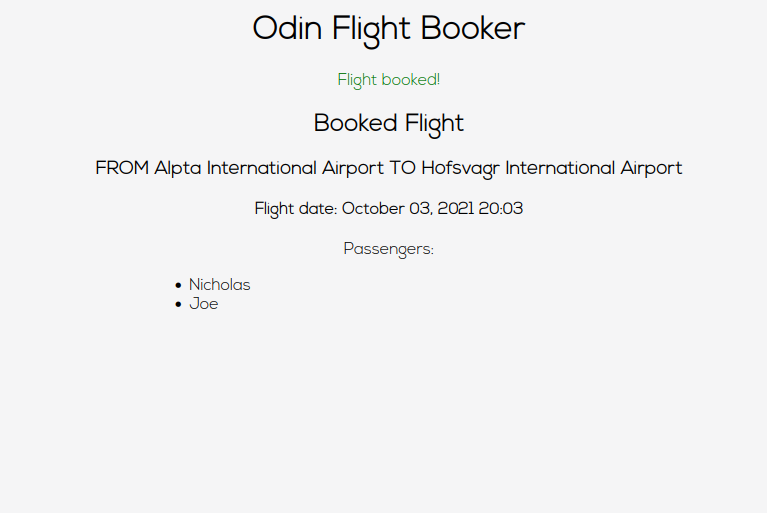 Odin Flight Booker
Flight booked!
Booked Flight
FROM Alpta International Airport TO Hofsvagr International Airport
Flight date: October 03, 2021 20:03
Passengers:
Nicholas
Joe